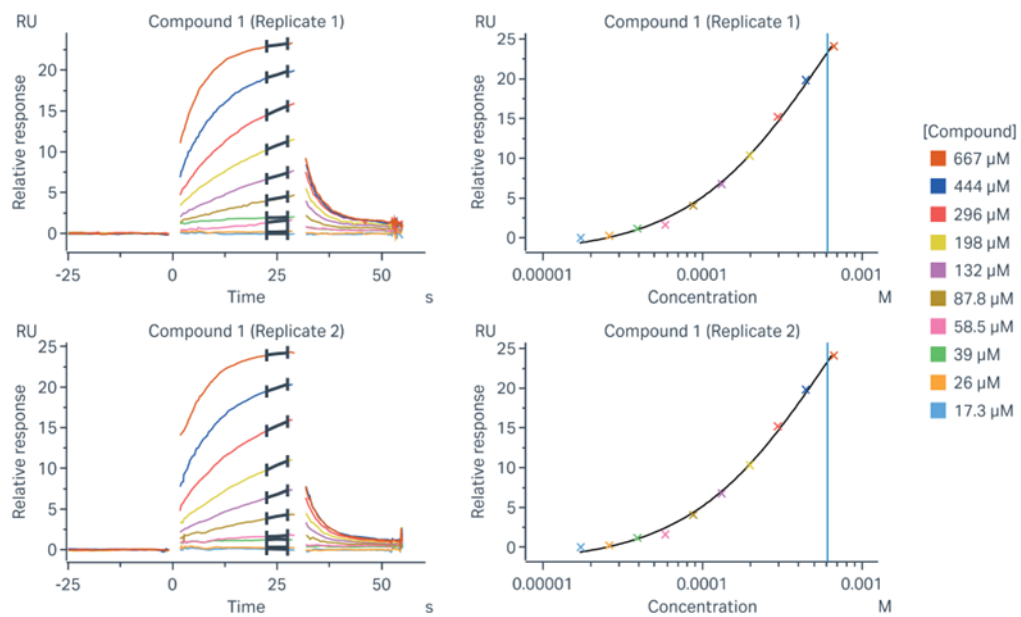 RU Compound 1 (Replicate 1)
Relative response
20
15
10
5
0
-25 0 25 50
Time s
RU Compound 1 (Replicate 1)
Relative response
25
20
15
10
5
0
0.00001 0.0001 0.001
Concentration M
RU Compound 1 (Replicate 2)
Relative response
25
20
15
10
5
0
-25 0 25 50
Time s
RU Compound 1 (Replicate 2)
Relative response
25
20
15
10
5
0
0.00001 0.0001 0.001
Concentration M
[Compound]
667 µM
444 µM
296 µM
198 µM
132 µM
87.8 µM
58.5 µM
39 µM
26 µM
17.3 µM